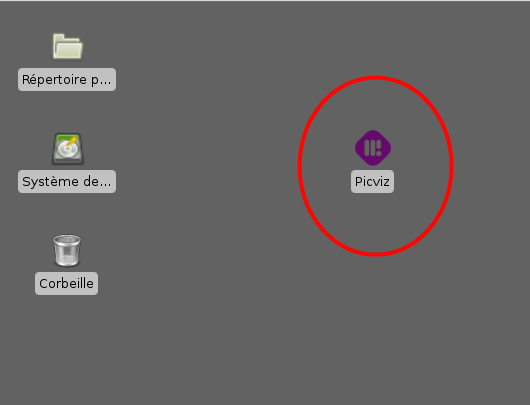 Répertoire p...
Système de...
Picviz
Corbeille